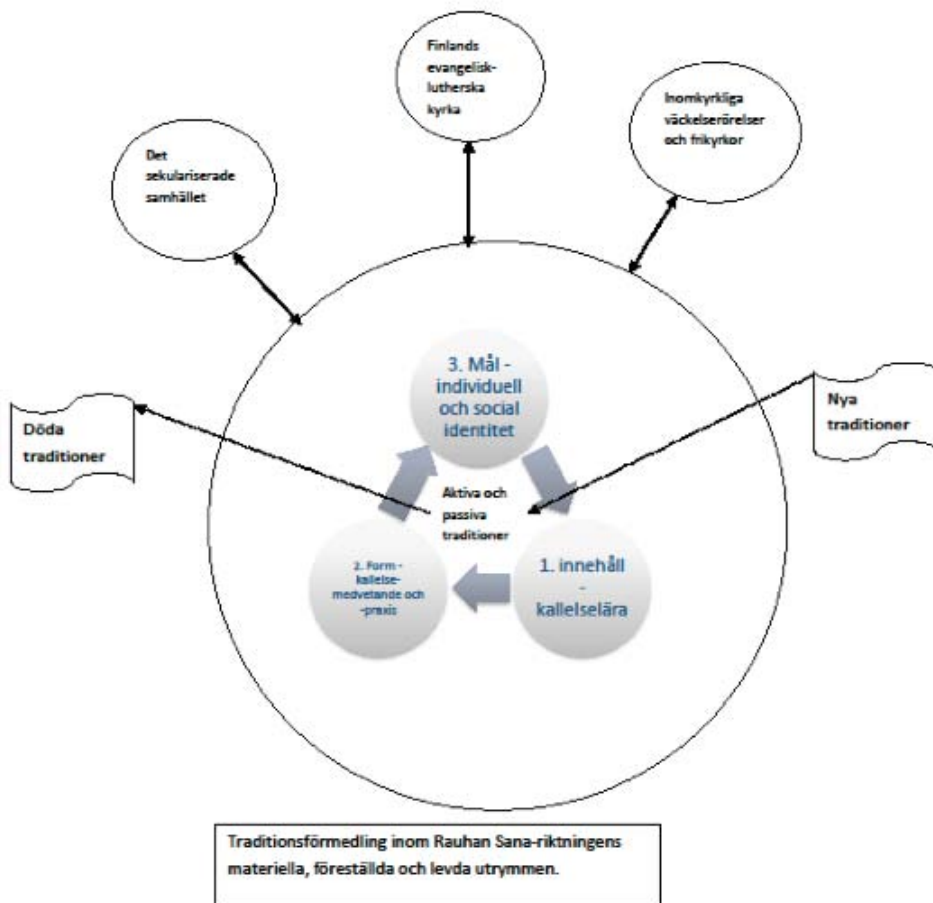 Finlands
evangelisk-
lutherska
kyrka
Inomkyrkliga
väckelserörelser
och frikyrkor
Det
sekulariserade
samhället
3. Mål -
individuell
och social
identitet
Döda
traditioner
Nya
traditioner
Aktiva och
passiva
traditioner
2. Form -
kallelse-
medvetande och
-praxis
1. innehåll
-
kallelselära
Traditionsförmedling inom Rauhan Sana-riktningens
materiella, föreställda och levda utrymmen.